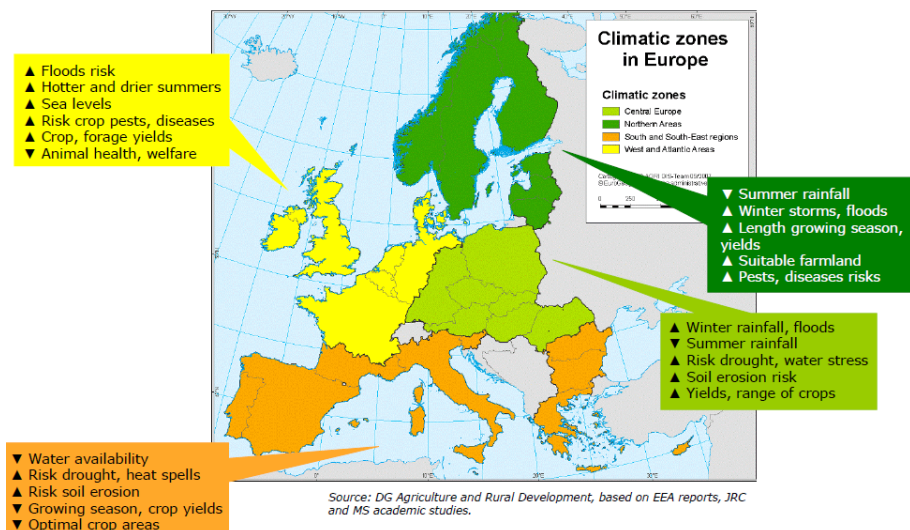 Climatic zones
in Europe
Climatic zones
Central Europe
Northern Areas
South and South-East regions
West and Atlantic Areas
0 250
▲ Floods risk
▲ Hotter and drier summers
▲ Sea levels
▲ Risk crop pests, diseases
▲ Crop, forage yields
▼ Animal health, welfare
▼ Summer rainfall
▲ Winter storms, floods
▲ Length growing season,
yields
▲ Suitable farmland
▲ Pests, diseases risks
▲ Winter rainfall, floods
▼ Summer rainfall
▲ Risk drought, water stress
▲ Soil erosion risk
▲ Yields, range of crops
▼ Water availability
▲ Risk drought, heat spells
▲ Risk soil erosion
▼ Growing season, crop yields
▼ Optimal crop areas
Source: DG Agriculture and Rural Development, based on EEA reports, JRC
and MS academic studies.